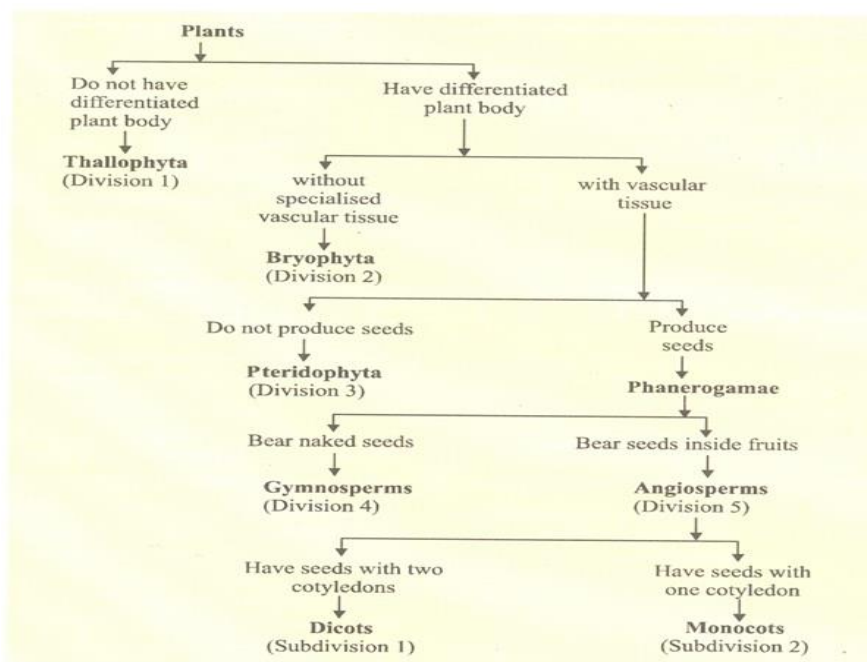 Plants
Do not have
differentiated
plant body
Thallophyta
(Division 1)
Have differentiated
plant body
without
specialised
vascular tissue
Bryophyta
(Division 2)
with vascular
tissue
Do not produce seeds
Pteridophyta
(Division 3)
Produce
seeds
Phanerogamae
Bear naked seeds
Gymnosperms
(Division 4)
Bear seeds inside fruits
Angiosperms
(Division 5)
Have seeds with two
cotyledons
Dicots
(Subdivision 1)
Have seeds with
one cotyledon
Monocots
(Subdivision 2)